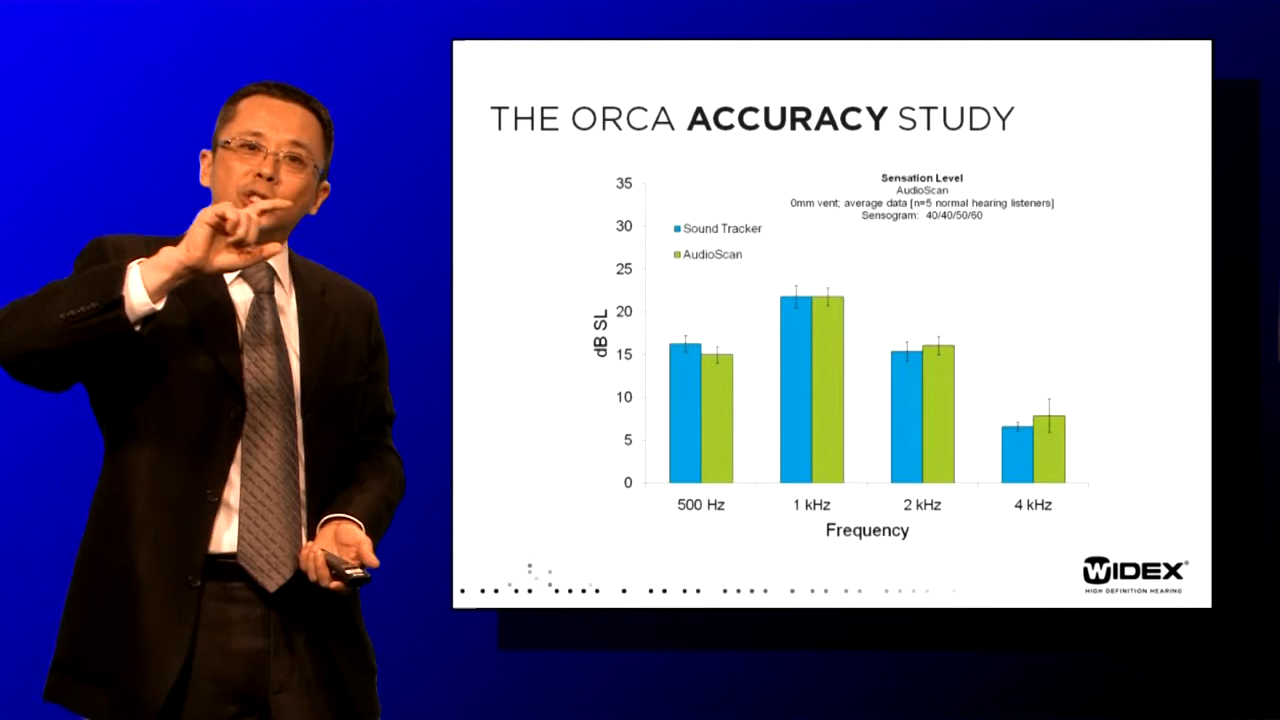 THE ORCA ACCURACY STUDY
Sensation Level
AudioScan
0mm vent; average data [n=5 normal hearing listeners]
Sensogram: 40/40/50/60
Sound Tracker
AudioScan
35
30
25
20
15
10
5
0
dB SL
500 Hz
1 kHz
2 kHz
4 kHz
Frequency
WIDEX®
HIGH DEFINITION HEARING